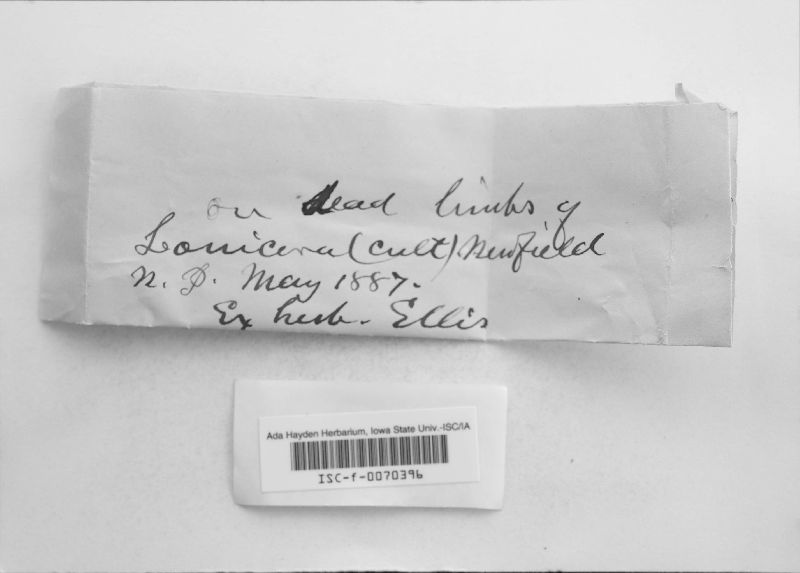 on dead limbs of
Lonicera (cult) Newfield
N. J. May 1887.
Ex herb. Ellis
Ada Hayden Herbarium, Iowa State Univ.-ISC/IA
ISC-f-0070396